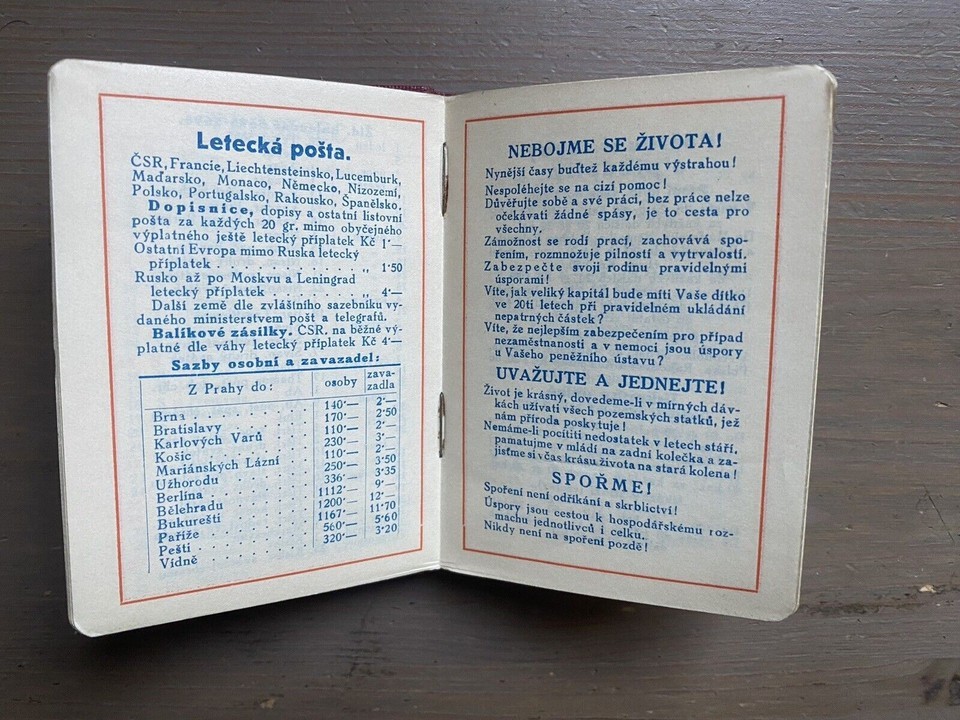 Letecká pošta.
ČSR, Francie, Liechtensteinsko, Lucemburk,
Maďarsko, Monaco, Německo, Nizozemí,
Polsko, Portugalsko, Rakousko, Španělsko.
Dopisnice, dopisy a ostatní listovní
pošta za každých 20 gr. mimo obyčejného
výplatného ještě letecký příplatek Kč 1·—
Ostatní Evropa mimo Ruska letecký
příplatek . . . . . . . . . . „ 1·50
Rusko až po Moskvu a Leningrad
letecký příplatek . . . . . . . „ 4·—
Další země dle zvláštního sazebníku vy-
daného ministerstvem pošt a telegrafů.
Balíkové zásilky. ČSR. na běžné vý-
platné dle váhy letecký příplatek Kč 4·—
Sazby osobní a zavazadel:
Z Prahy do: osoby zava-
zadla
Brna 140·— 2·—
Bratislavy 170·— 2·50
Karlových Varů 110·— 2·—
Košic 230·— 3·—
Mariánských Lázní 110·— 2·—
Užhorodu 250·— 3·50
Berlína 336·— 3·35
Bělehradu 1112·— 9·—
Bukurešti 1200·— 12·—
Paříže 1167·— 11·70
Pešti 560·— 5·60
Vídně 320·— 3·20
NEBOJME SE ŽIVOTA!
Nynější časy buďtež každému výstrahou!
Nespoléhejte se na cizí pomoc!
Důvěřujte sobě a své práci, bez práce nelze
očekávati žádné spásy, je to cesta pro
všechny.
Zámožnost se rodí prací, zachovává spo-
řením, rozmnožuje pilností a vytrvalostí.
Zabezpečte svoji rodinu pravidelnými
úsporami!
Víte, jak veliký kapitál bude míti Vaše dítko
ve 20ti letech při pravidelném ukládání
nepatrných částek?
Víte, že nejlepším zabezpečením pro případ
nezaměstnanosti a v nemoci jsou úspory
u Vašeho peněžního ústavu?
UVAŽUJTE A JEDNEJTE!
Život je krásný, dovedeme-li v mírných dáv-
kách užívati všech pozemských statků, jež
nám příroda poskytuje!
Nemáme-li pocítiti nedostatek v letech stáří,
pamatujme v mládí na zadní kolečka a za-
jisťme si včas krásu života na stará kolena!
SPOŘME!
Spoření není odříkání a skrblictví!
Úspory jsou cestou k hospodářskému roz-
machu jednotlivců i celku.
Nikdy není na spoření pozdě!